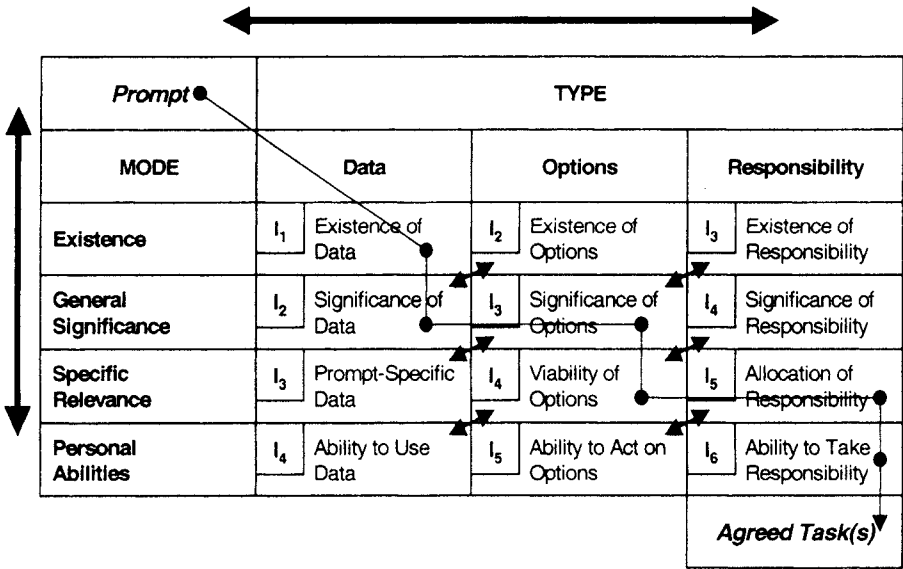 Prompt
TYPE
MODE
Data
Options
Responsibility
Existence
I1
Existence of
Data
I2
Existence of
Options
I3
Existence of
Responsibility
General
Significance
I2
Significance of
Data
I3
Significance of
Options
I4
Significance of
Responsibility
Specific
Relevance
I3
Prompt-Specific
Data
I4
Viability of
Options
I5
Allocation of
Responsibility
Personal
Abilities
I4
Ability to Use
Data
I5
Ability to Act on
Options
I6
Ability to Take
Responsibility
Agreed Task(s)